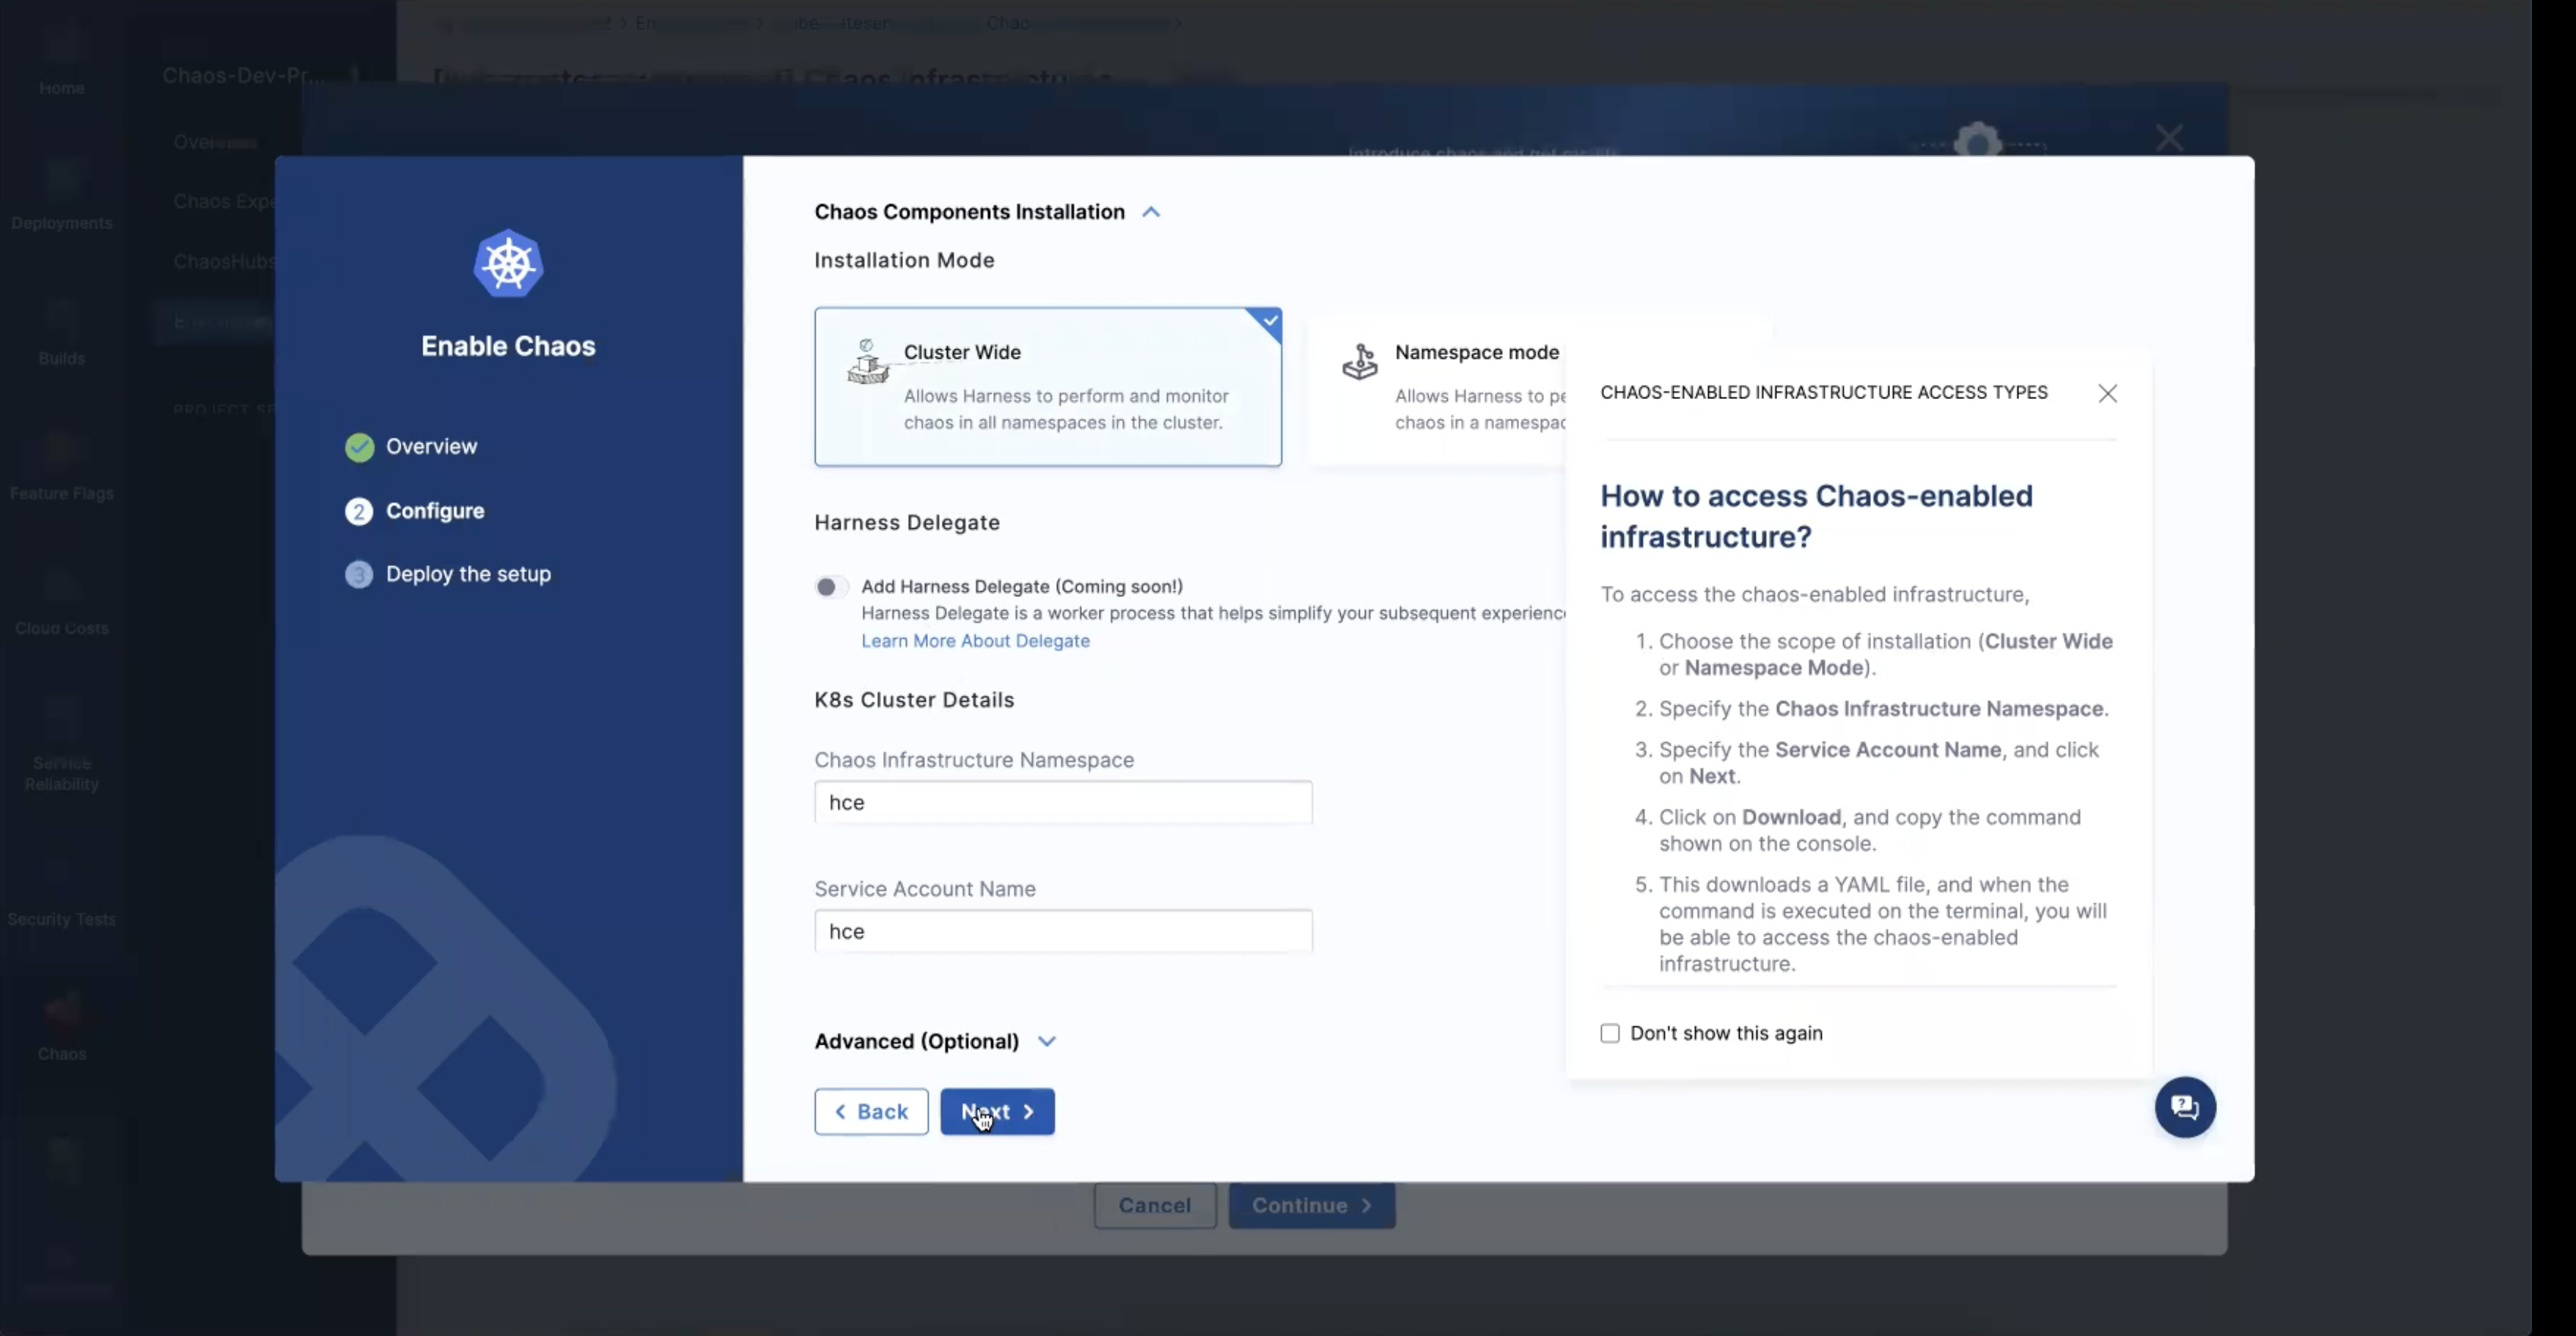 Home
Deployments
Builds
Feature Flags
Cloud Costs
Service
Reliability
Security Tests
Chaos
Chaos-Dev-Pr...
Chaos Expe
ChaosHubs
Enable Chaos
Overview
2 Configure
3 Deploy the setup
Chaos Components Installation
Installation Mode
Cluster Wide
Allows Harness to perform and monitor
chaos in all namespaces in the cluster.
Namespace mode
Allows Harness to pe
chaos in a namespac
Harness Delegate
Add Harness Delegate (Coming soon!)
Harness Delegate is a worker process that helps simplify your subsequent experienc
Learn More About Delegate
K8s Cluster Details
Chaos Infrastructure Namespace
hce
Service Account Name
hce
Advanced (Optional)
Back
Next
CHAOS-ENABLED INFRASTRUCTURE ACCESS TYPES
How to access Chaos-enabled
infrastructure?
To access the chaos-enabled infrastructure,
1. Choose the scope of installation (Cluster Wide
or Namespace Mode).
2. Specify the Chaos Infrastructure Namespace.
3. Specify the Service Account Name, and click
on Next.
4. Click on Download, and copy the command
shown on the console.
5. This downloads a YAML file, and when the
command is executed on the terminal, you will
be able to access the chaos-enabled
infrastructure.
Don't show this again
Cancel
Continue